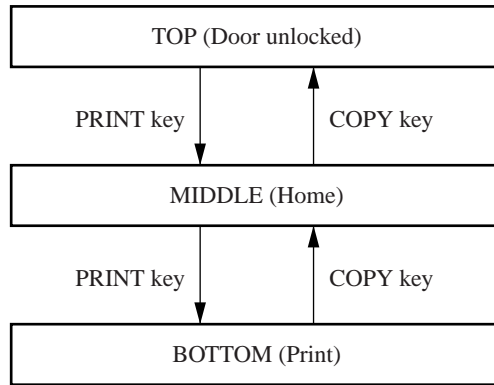 TOP (Door unlocked)
PRINT key COPY key
MIDDLE (Home)
PRINT key COPY key
BOTTOM (Print)